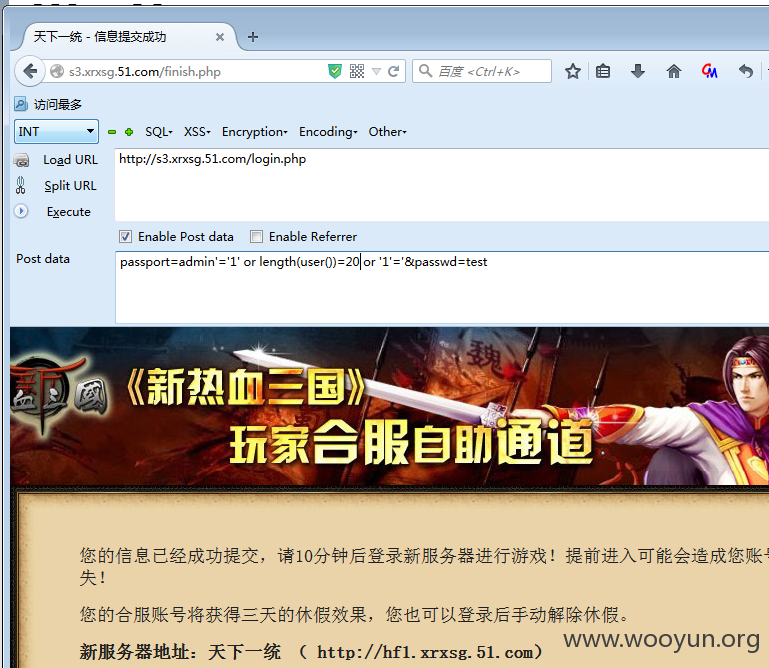 天下一统 - 信息提交成功
s3.xrxsg.51.com/finish.php
百度 <Ctrl+K>
访问最多
INT
SQL
XSS
Encryption
Encoding
Other
Load URL
http://s3.xrxsg.51.com/login.php
Split URL
Execute
Enable Post data
Enable Referrer
Post data
passport=admin'='1' or length(user())=20 or '1'='&passwd=test
《新热血三国》
玩家合服自助通道
您的信息已经成功提交，请10分钟后登录新服务器进行游戏！提前进入可能会造成您账号
失！
您的合服账号将获得三天的休假效果，您也可以登录后手动解除休假。
新服务器地址：天下一统 （ http://hf1.xrxsg.51.com）
www.wooyun.org